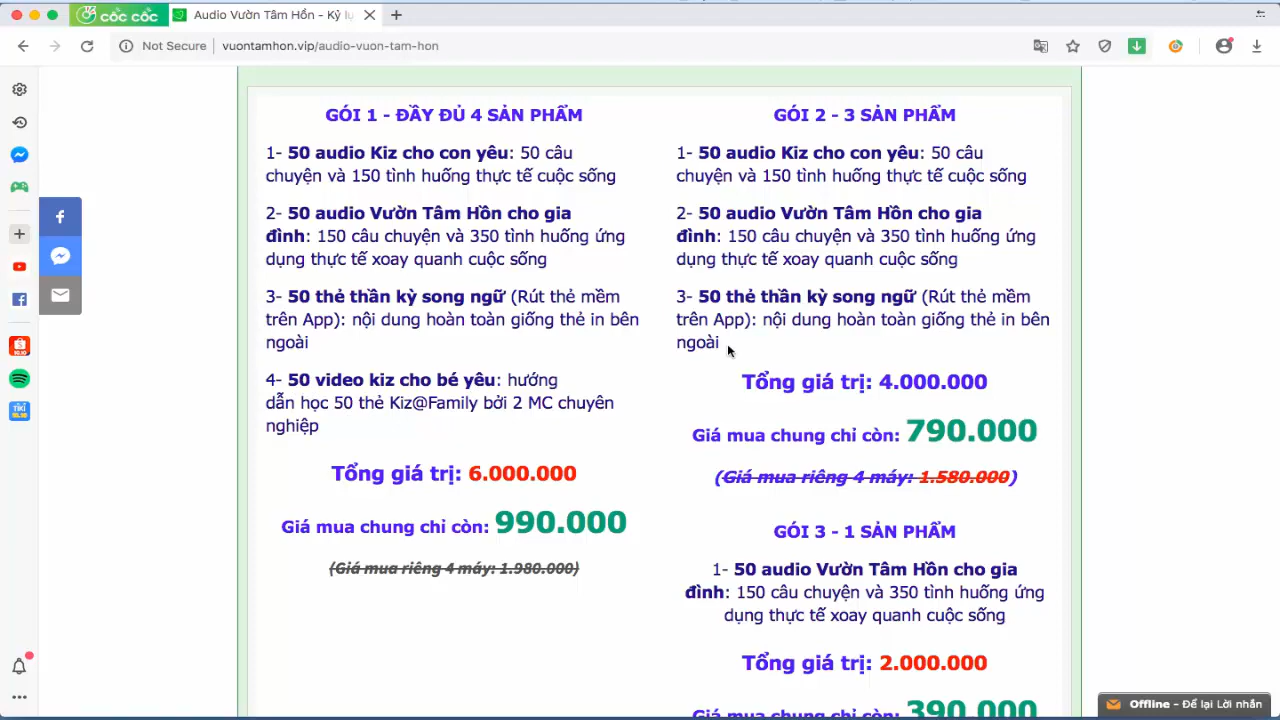 cốc cốc
Audio Vườn Tâm Hồn - Kỷ lụ
Not Secure
vuontamhon.vip/audio-vuon-tam-hon
GÓI 1 - ĐẦY ĐỦ 4 SẢN PHẨM
1- 50 audio Kiz cho con yêu: 50 câu
chuyện và 150 tình huống thực tế cuộc sống
2- 50 audio Vườn Tâm Hồn cho gia
đình: 150 câu chuyện và 350 tình huống ứng
dụng thực tế xoay quanh cuộc sống
3- 50 thẻ thần kỳ song ngữ (Rút thẻ mềm
trên App): nội dung hoàn toàn giống thẻ in bên
ngoài
4- 50 video kiz cho bé yêu: hướng
dẫn học 50 thẻ Kiz@Family bởi 2 MC chuyên
nghiệp
Tổng giá trị: 6.000.000
Giá mua chung chỉ còn: 990.000
(Giá mua riêng 4 máy: 1.980.000)
GÓI 2 - 3 SẢN PHẨM
1- 50 audio Kiz cho con yêu: 50 câu
chuyện và 150 tình huống thực tế cuộc sống
2- 50 audio Vườn Tâm Hồn cho gia
đình: 150 câu chuyện và 350 tình huống ứng
dụng thực tế xoay quanh cuộc sống
3- 50 thẻ thần kỳ song ngữ (Rút thẻ mềm
trên App): nội dung hoàn toàn giống thẻ in bên
ngoài
Tổng giá trị: 4.000.000
Giá mua chung chỉ còn: 790.000
(Giá mua riêng 4 máy: 1.580.000)
GÓI 3 - 1 SẢN PHẨM
1- 50 audio Vườn Tâm Hồn cho gia
đình: 150 câu chuyện và 350 tình huống ứng
dụng thực tế xoay quanh cuộc sống
Tổng giá trị: 2.000.000
Giá mua chung chỉ còn: 390.000
Offline - Để lại Lời nhắn